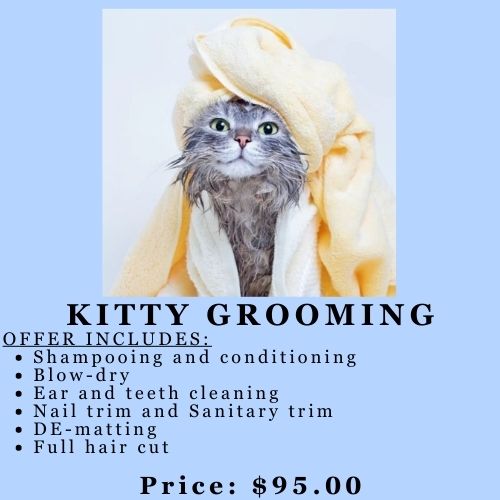 KITTY GROOMING
OFFER INCLUDES:
• Shampooing and conditioning
• Blow-dry
• Ear and teeth cleaning
• Nail trim and Sanitary trim
• DE-matting
• Full hair cut
Price: $95.00